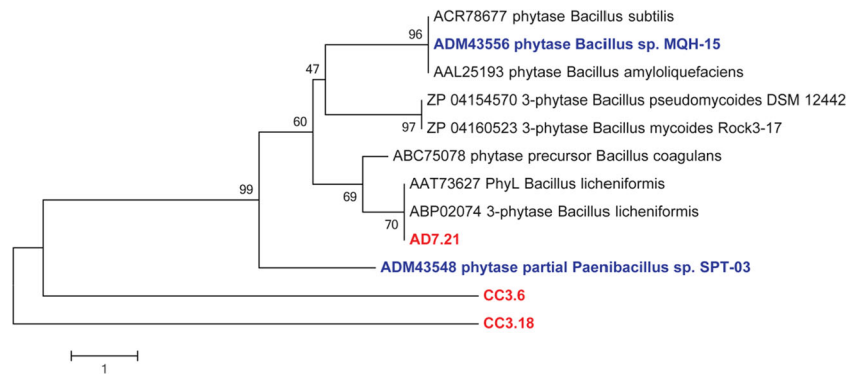 ACR78677 phytase Bacillus subtilis
96
ADM43556 phytase Bacillus sp. MQH-15
47
AAL25193 phytase Bacillus amyloliquefaciens
ZP 04154570 3-phytase Bacillus pseudomycoides DSM 12442
60
97
ZP 04160523 3-phytase Bacillus mycoides Rock3-17
ABC75078 phytase precursor Bacillus coagulans
99
69
AAT73627 PhyL Bacillus licheniformis
ABP02074 3-phytase Bacillus licheniformis
70
AD7.21
ADM43548 phytase partial Paenibacillus sp. SPT-03
CC3.6
CC3.18
1